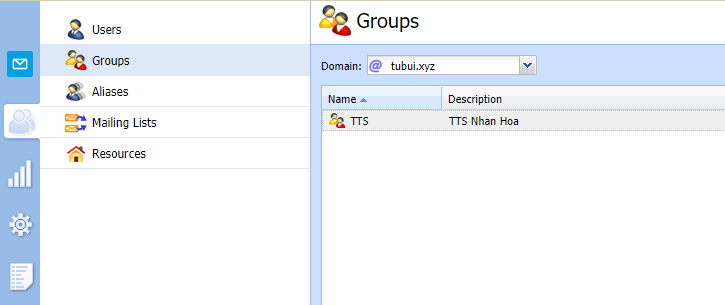 Users
Groups
Aliases
Mailing Lists
Resources
Groups
Domain: @ tubui.xyz
Name Description
TTS TTS Nhan Hoa